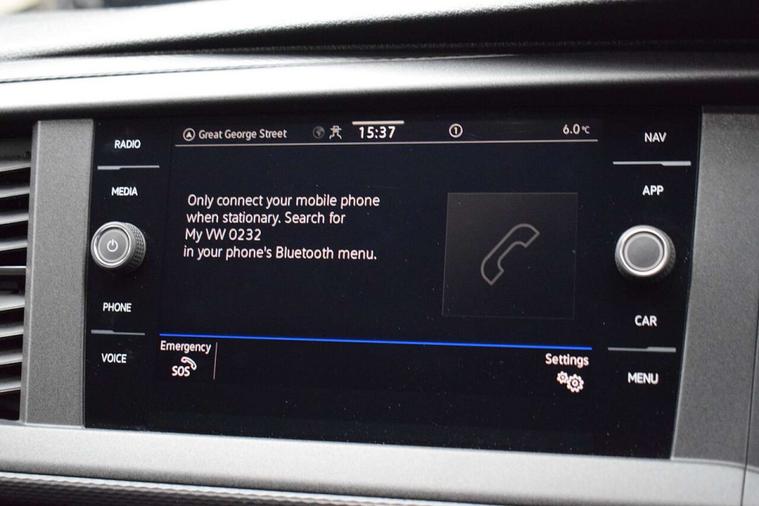 RADIO
MEDIA
PHONE
VOICE
Great George Street
15:37
6.0°C
Only connect your mobile phone
when stationary. Search for
My VW 0232
in your phone's Bluetooth menu.
Emergency
SOS
Settings
NAV
APP
CAR
MENU